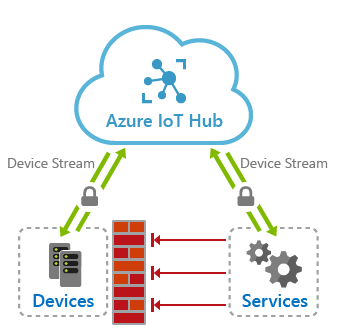 Azure IoT Hub
Device Stream
Device Stream
Devices
Services